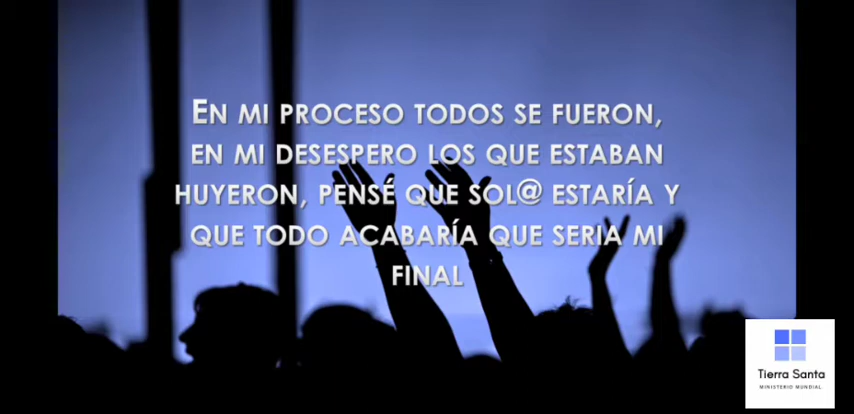 EN MI PROCESO TODOS SE FUERON,
EN MI DESESPERO LOS QUE ESTABAN
HUYERON, PENSÉ QUE SOL@ ESTARÍA Y
QUE TODO ACABARÍA QUE SERIA MI
FINAL
Tierra Santa
MINISTERIO MUNDIAL